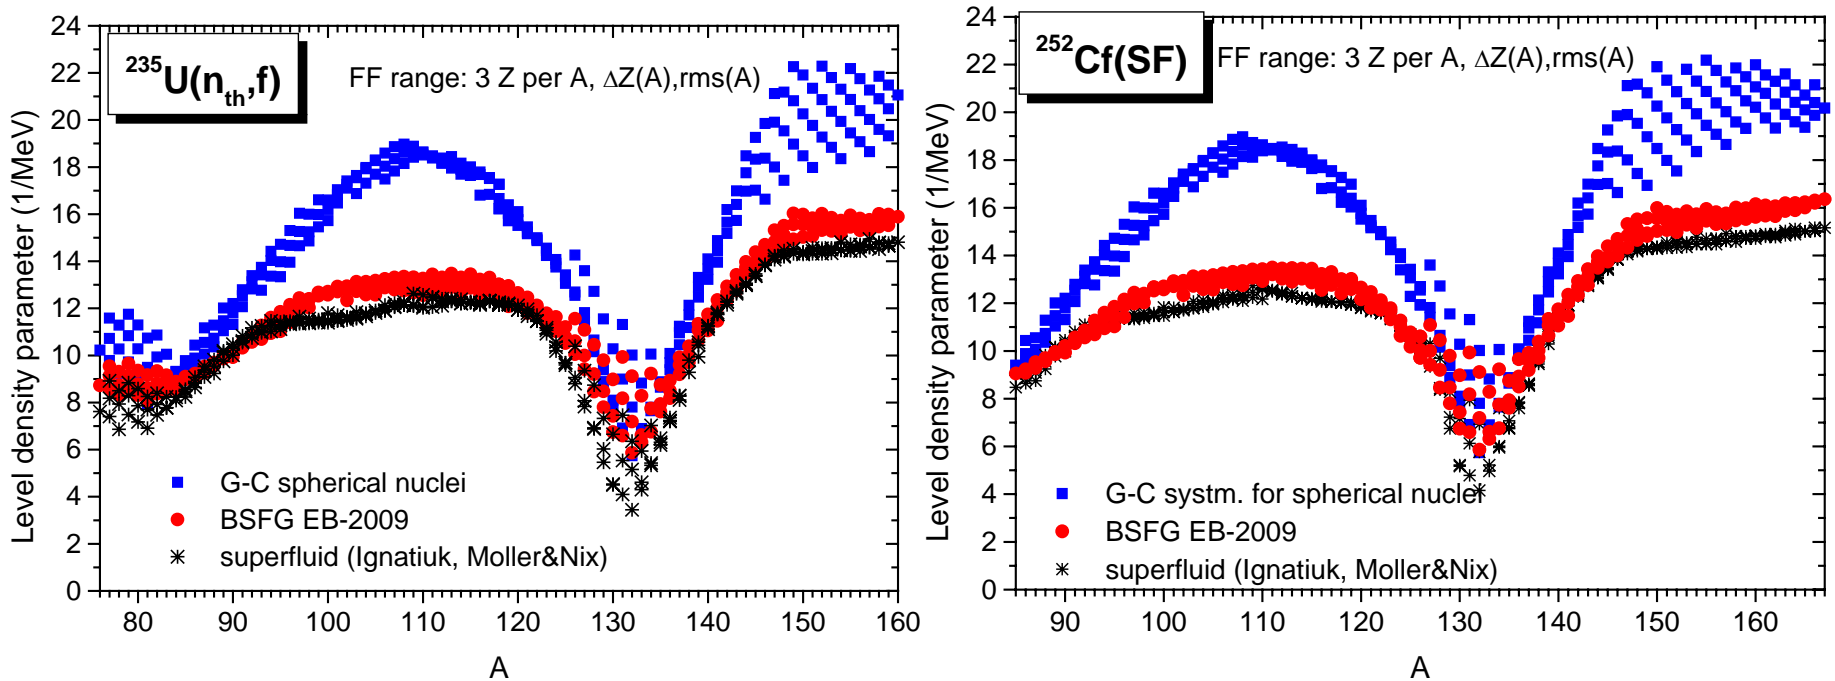 Level density parameter (1/MeV)
24
22
20
18
16
14
12
10
8
6
4
2
0
²³⁵U(nₜₕ,f)
FF range: 3 Z per A, ΔZ(A),rms(A)
G-C spherical nuclei
BSFG EB-2009
superfluid (Ignatiuk, Moller&Nix)
80 90 100 110 120 130 140 150 160
A
Level density parameter (1/MeV)
24
22
20
18
16
14
12
10
8
6
4
2
0
²⁵²Cf(SF)
FF range: 3 Z per A, ΔZ(A),rms(A)
G-C systm. for spherical nuclei
BSFG EB-2009
superfluid (Ignatiuk, Moller&Nix)
90 100 110 120 130 140 150 160
A